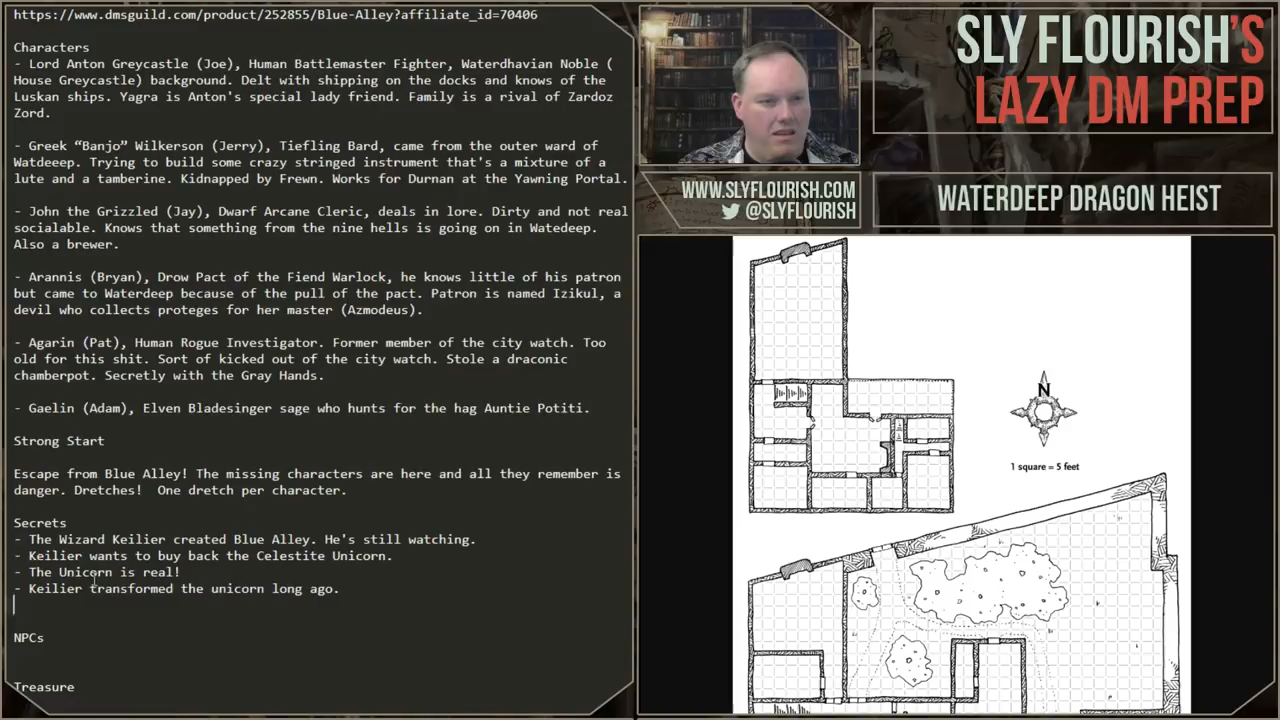 https://www.dmsguild.com/product/252855/Blue-Alley?affiliate_id=70406
Characters
- Lord Anton Greycastle (Joe), Human Battlemaster Fighter, Waterdhavian Noble (
House Greycastle) background. Delt with shipping on the docks and knows of the
Luskan ships. Yagra is Anton's special lady friend. Family is a rival of Zardoz
Zord.
- Greek “Banjo” Wilkerson (Jerry), Tiefling Bard, came from the outer ward of
Watdeeep. Trying to build some crazy stringed instrument that's a mixture of a
lute and a tamberine. Kidnapped by Frewn. Works for Durnan at the Yawning Portal.
- John the Grizzled (Jay), Dwarf Arcane Cleric, deals in lore. Dirty and not real
sociable. Knows that something from the nine hells is going on in Watedeep.
Also a brewer.
- Arannis (Bryan), Drow Pact of the Fiend Warlock, he knows little of his patron
but came to Waterdeep because of the pull of the pact. Patron is named Izikul, a
devil who collects proteges for her master (Azmodeus).
- Agarin (Pat), Human Rogue Investigator. Former member of the city watch. Too
old for this shit. Sort of kicked out of the city watch. Stole a draconic
chamberpot. Secretly with the Gray Hands.
- Gaelin (Adam), Elven Bladesinger sage who hunts for the hag Auntie Potiti.
Strong Start
Escape from Blue Alley! The missing characters are here and all they remember is
danger. Dretches! One dretch per character.
Secrets
- The Wizard Keilier created Blue Alley. He's still watching.
- Keilier wants to buy back the Celestite Unicorn.
- The Unicorn is real!
- Keilier transformed the unicorn long ago.
NPCs
Treasure
SLY FLOURISH'S
LAZY DM PREP
WWW.SLYFLOURISH.COM
@SLYFLOURISH
WATERDEEP DRAGON HEIST
N
1 square = 5 feet